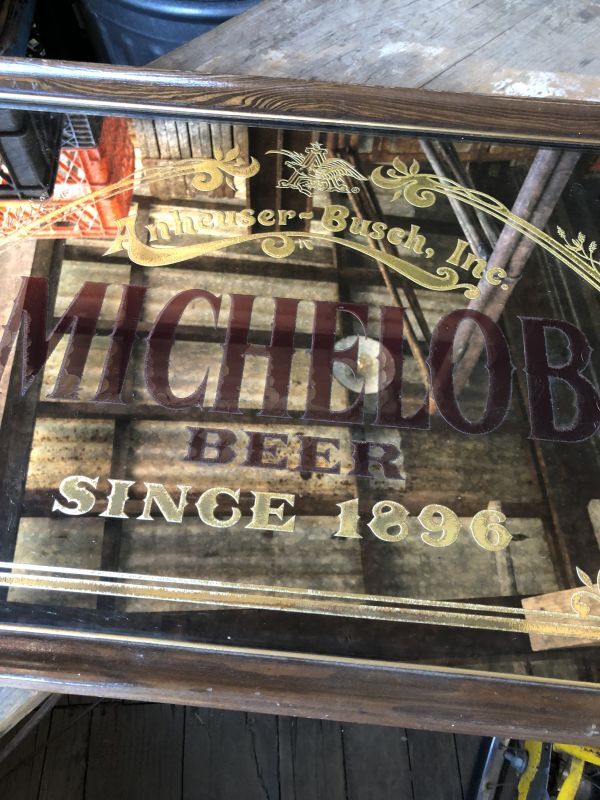 Anheuser-Busch, Inc.
MICHELOB
BEER
SINCE 1896